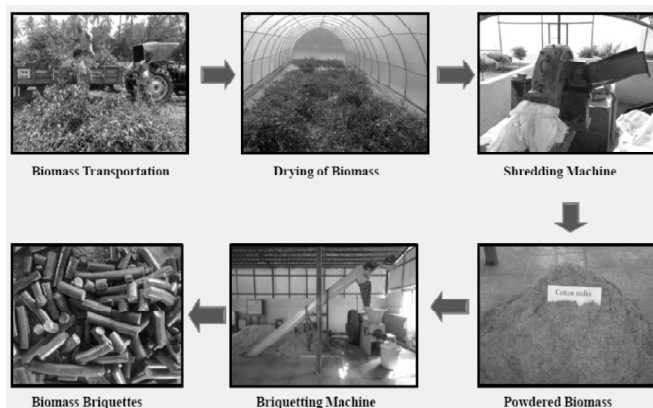 Biomass Transportation
Drying of Biomass
Shredding Machine
Cotton stalks
Biomass Briquettes
Briquetting Machine
Powdered Biomass